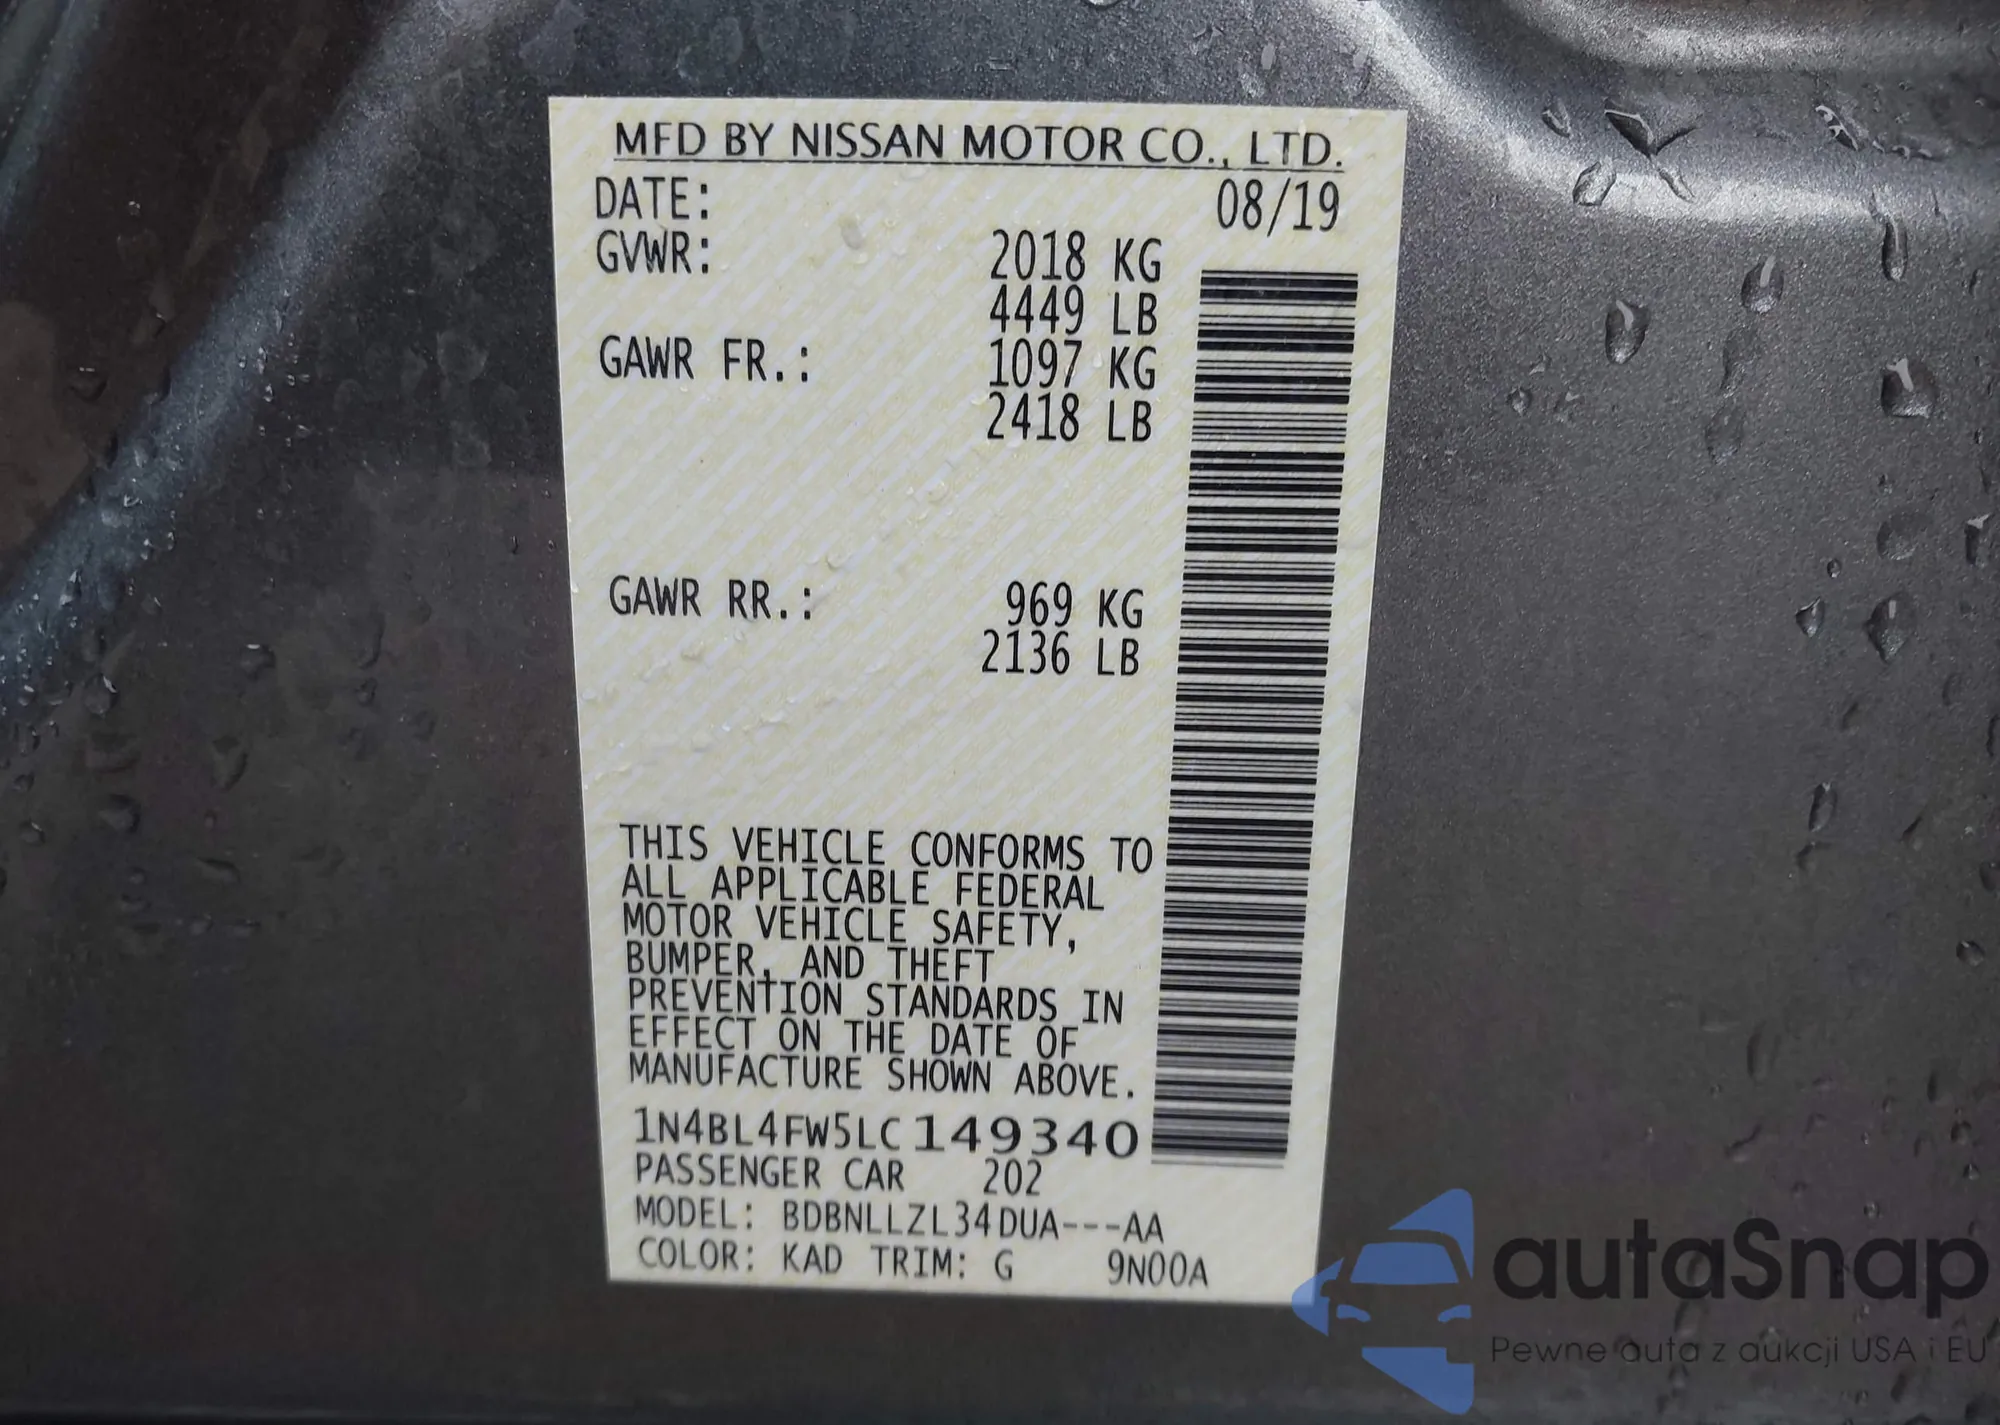 MFD BY NISSAN MOTOR CO., LTD.
DATE: 08/19
GVWR: 2018 KG
4449 LB
GAWR FR.: 1097 KG
2418 LB
GAWR RR.: 969 KG
2136 LB
THIS VEHICLE CONFORMS TO
ALL APPLICABLE FEDERAL
MOTOR VEHICLE SAFETY,
BUMPER, AND THEFT
PREVENTION STANDARDS IN
EFFECT ON THE DATE OF
MANUFACTURE SHOWN ABOVE.
1N4BL4FW5LC149340
PASSENGER CAR 202
MODEL: BDBNLLZL34DUA---AA
COLOR: KAD TRIM: G 9N00A
autaSnap
Pewne auta z aukcji USA i EU